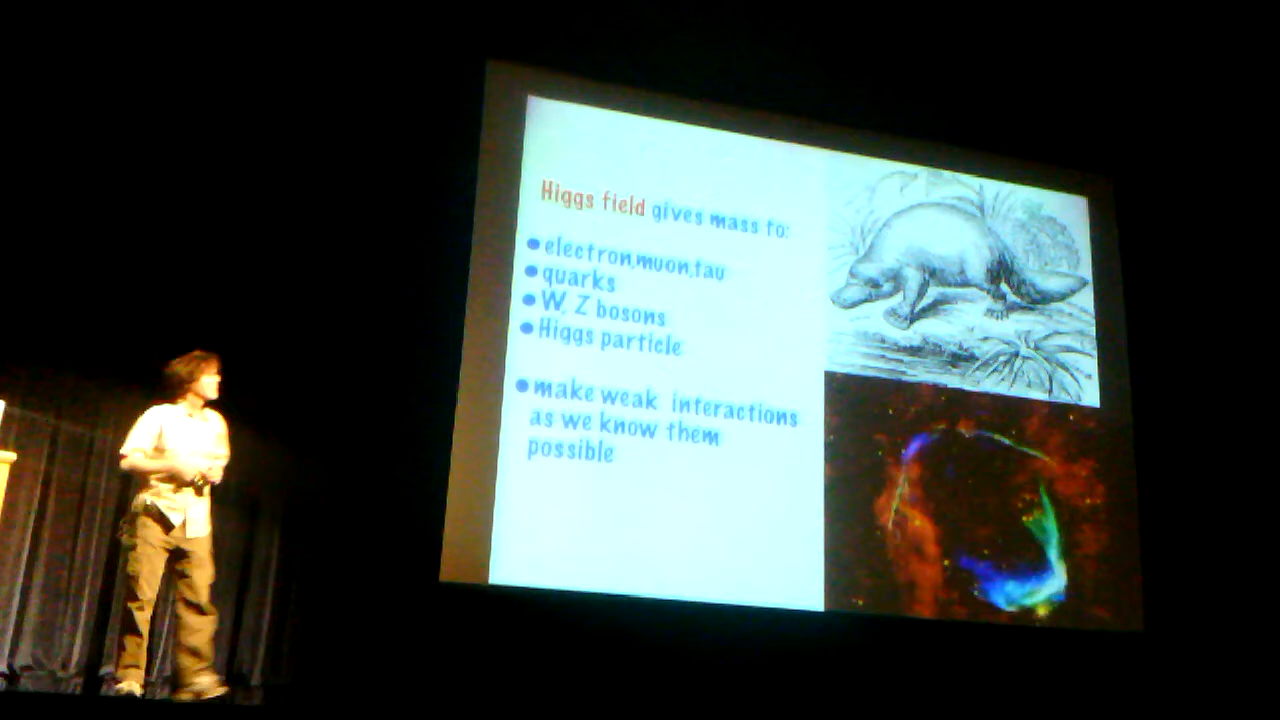 Higgs field gives mass to:
• electron,muon,tau
• quarks
• W, Z bosons
• Higgs particle
• make weak interactions
as we know them
possible